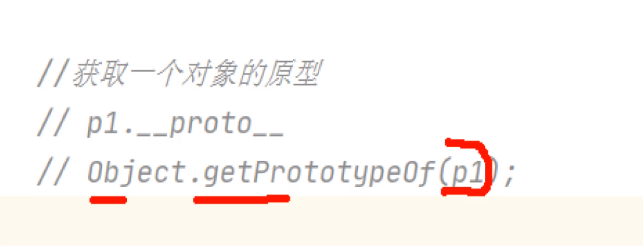 //获取一个对象的原型
// p1.__proto__
// Object.getPrototypeOf(p1);